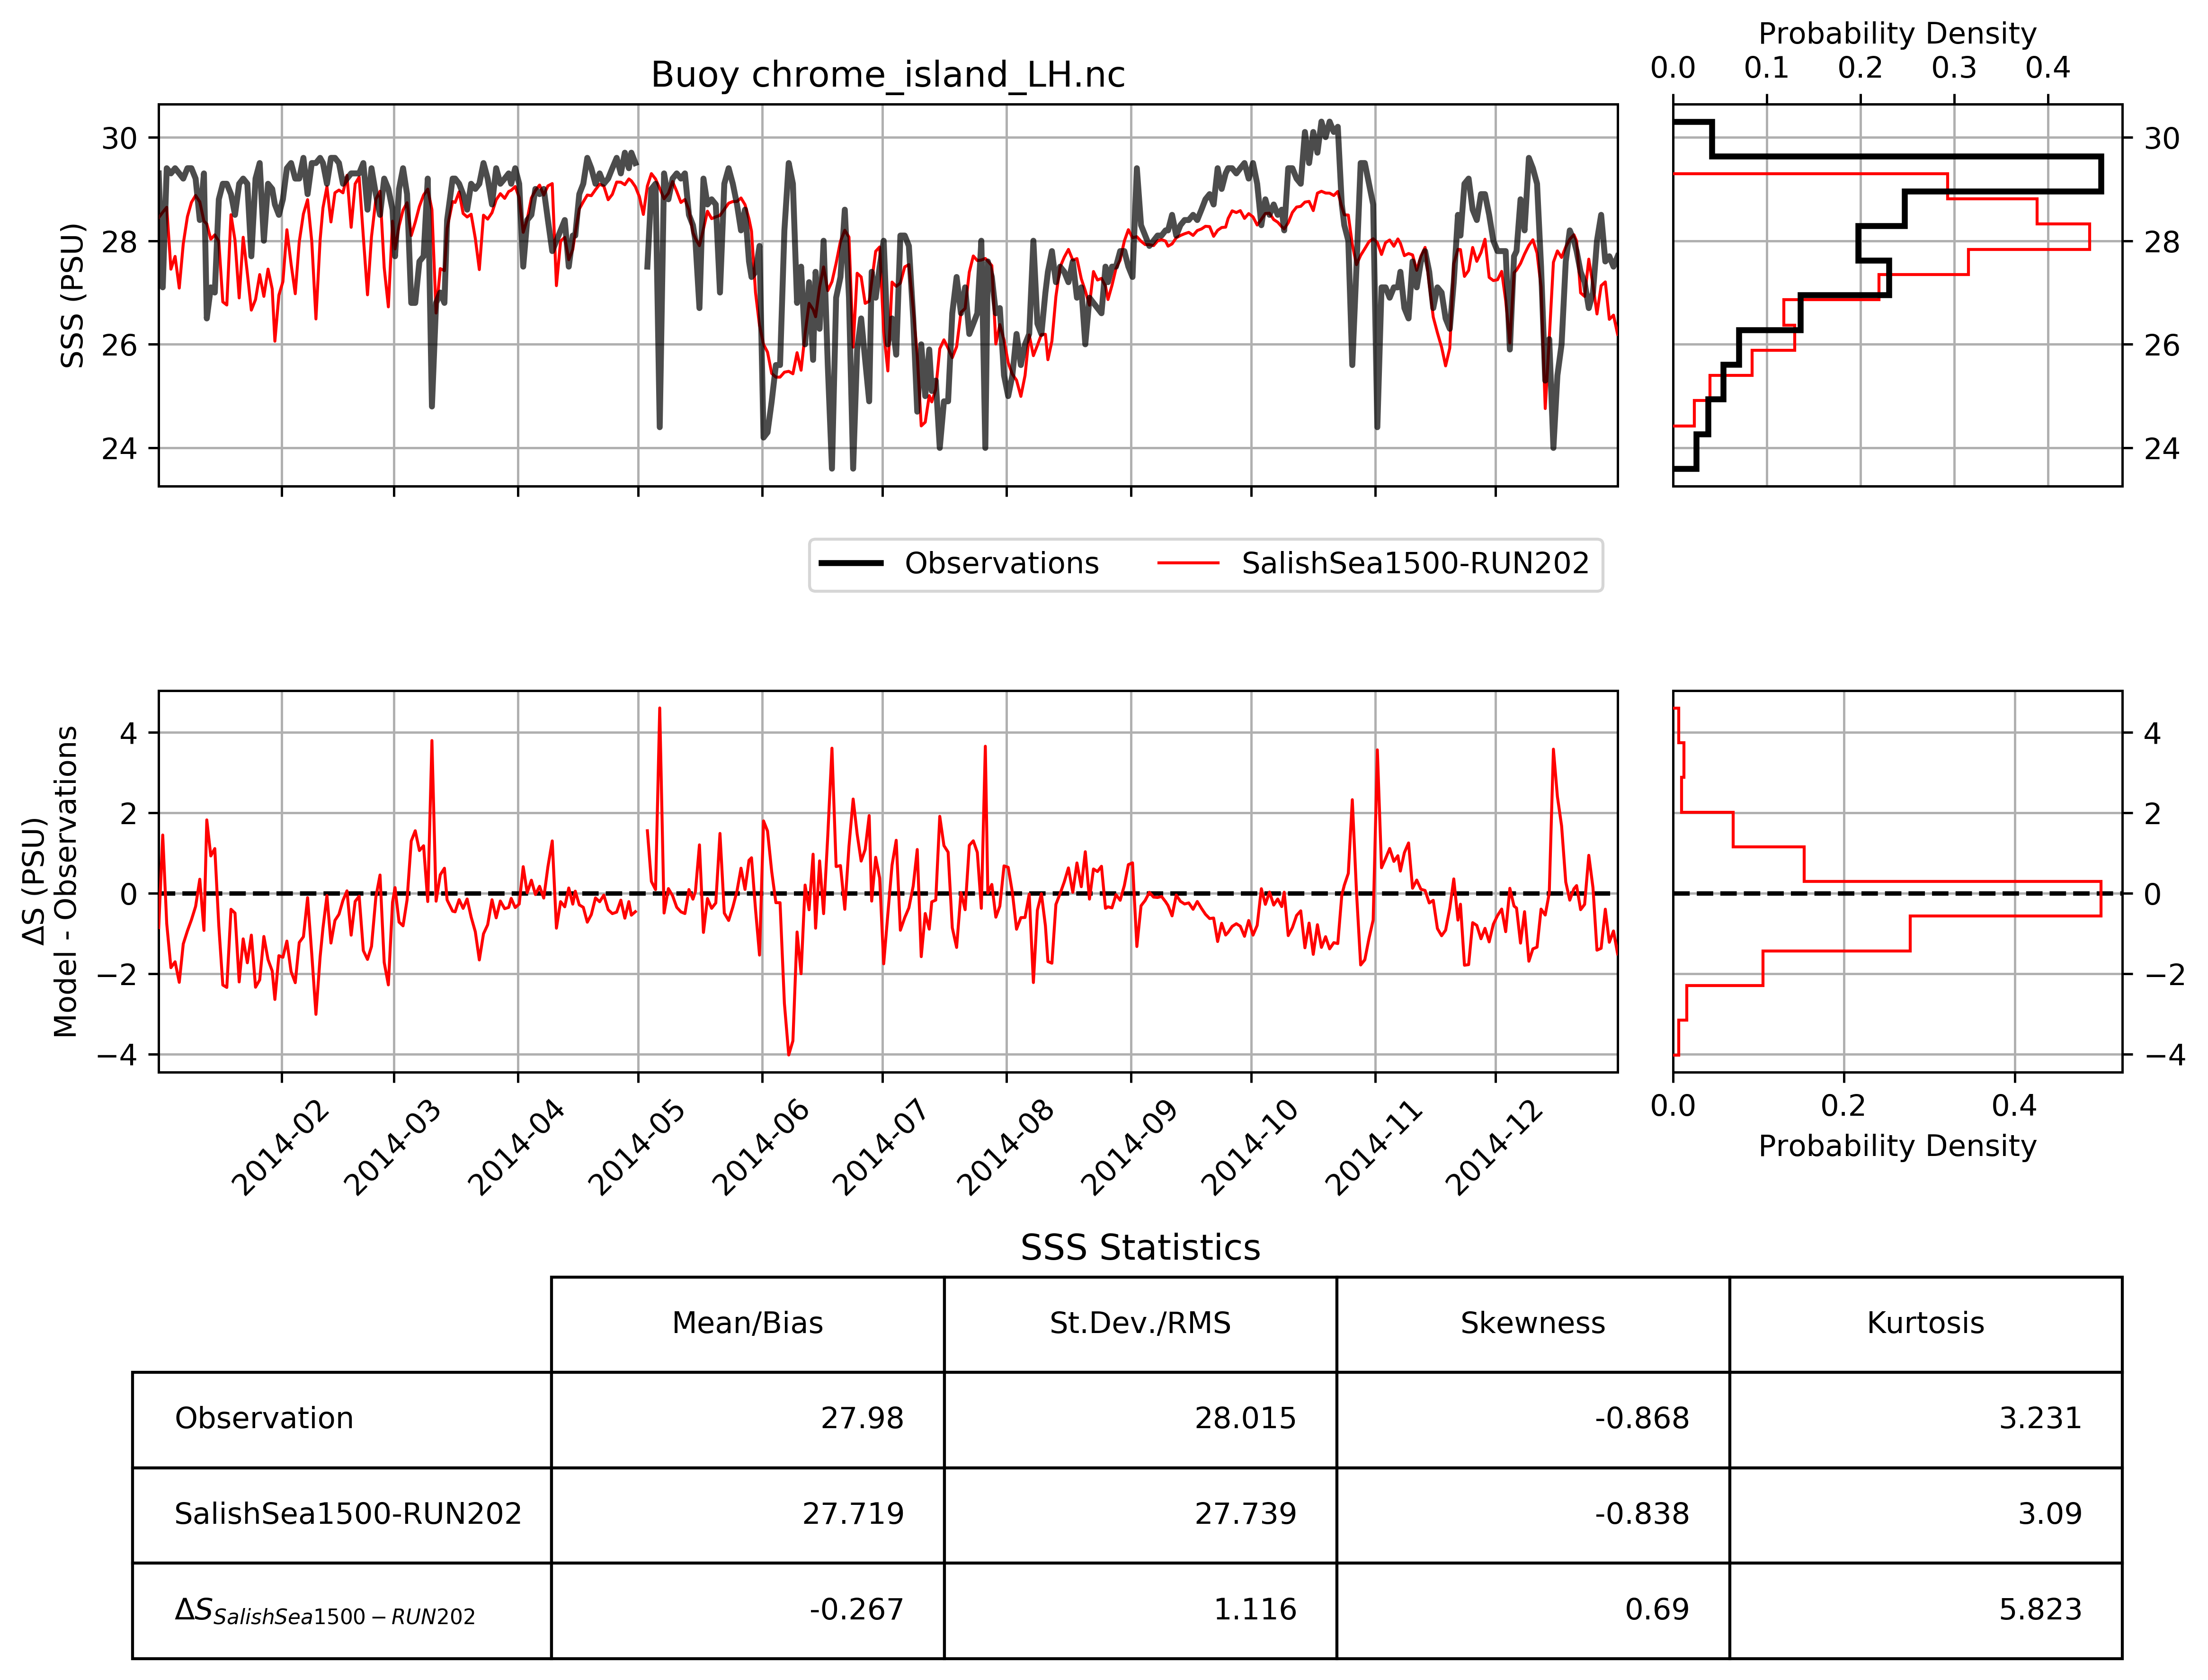 Probability Density
0.0 0.1 0.2 0.3 0.4
Buoy chrome_island_LH.nc
SSS (PSU)
30
28
26
24
30
28
26
24
Observations SalishSea1500-RUN202
ΔS (PSU)
Model - Observations
4
2
0
−2
−4
4
2
0
−2
−4
2014-02 2014-03 2014-04 2014-05 2014-06 2014-07 2014-08 2014-09 2014-10 2014-11 2014-12
0.0 0.2 0.4
Probability Density
SSS Statistics
Mean/Bias St.Dev./RMS Skewness Kurtosis
Observation 27.98 28.015 -0.868 3.231
SalishSea1500-RUN202 27.719 27.739 -0.838 3.09
ΔS SalishSea1500−RUN202 -0.267 1.116 0.69 5.823